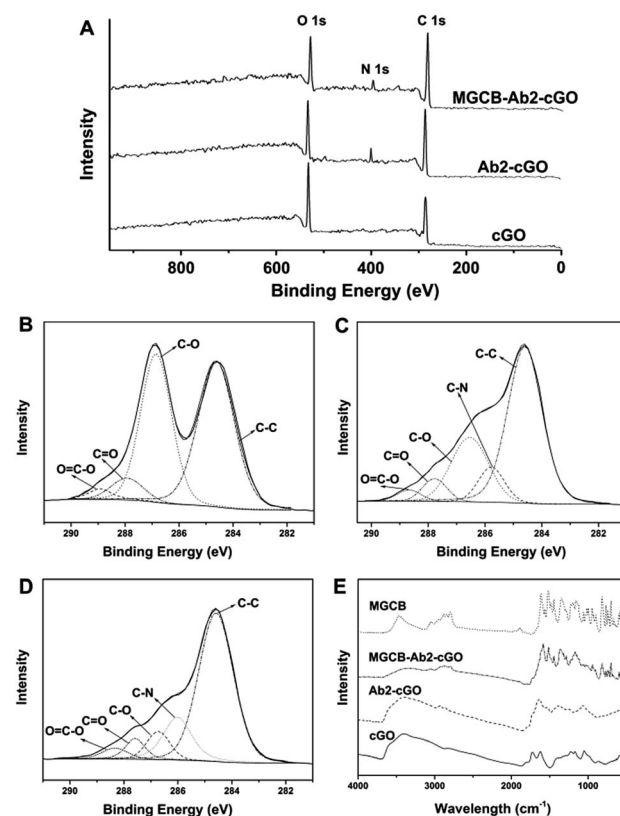 A
O 1s
C 1s
N 1s
MGCB-Ab2-cGO
Ab2-cGO
cGO
Intensity
800
600
400
200
0
Binding Energy (eV)
B
C-O
C-C
C=O
O=C-O
Intensity
290
288
286
284
282
Binding Energy (eV)
C
C-C
C-N
C-O
C=O
O=C-O
Intensity
290
288
286
284
282
Binding Energy (eV)
D
C-C
C-N
C-O
C=O
O=C-O
Intensity
290
288
286
284
282
Binding Energy (eV)
E
MGCB
MGCB-Ab2-cGO
Ab2-cGO
cGO
Intensity
4000
3000
2000
1000
Wavelength (cm-1)